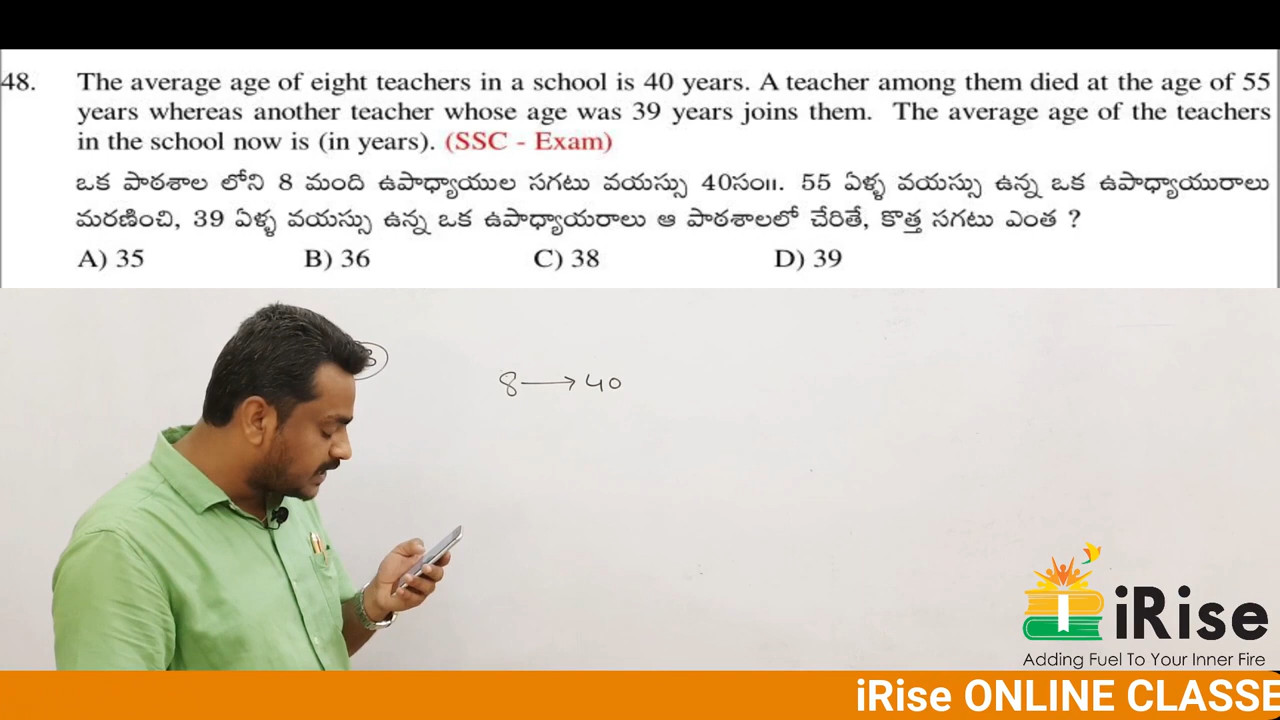 48. The average age of eight teachers in a school is 40 years. A teacher among them died at the age of 55
years whereas another teacher whose age was 39 years joins them. The average age of the teachers
in the school now is (in years). (SSC - Exam)
ఒక పాఠశాల లోని 8 మంది ఉపాధ్యాయుల సగటు వయస్సు 40సం॥. 55 ఏళ్ళ వయస్సు ఉన్న ఒక ఉపాధ్యాయురాలు
మరణించి, 39 ఏళ్ళ వయస్సు ఉన్న ఒక ఉపాధ్యాయరాలు ఆ పాఠశాలలో చేరితే, కొత్త సగటు ఎంత ?
A) 35 B) 36 C) 38 D) 39
8 → 40
iRise
Adding Fuel To Your Inner Fire
iRise ONLINE CLASSE